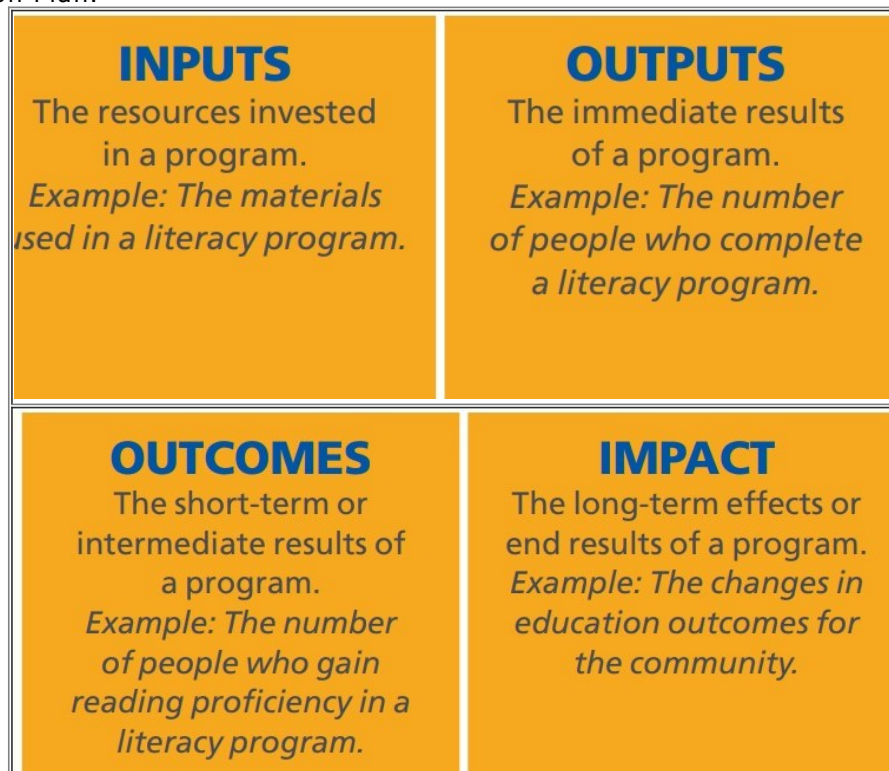 INPUTS
The resources invested
in a program.
Example: The materials
used in a literacy program.
OUTPUTS
The immediate results
of a program.
Example: The number
of people who complete
a literacy program.
OUTCOMES
The short-term or
intermediate results of
a program.
Example: The number
of people who gain
reading proficiency in a
literacy program.
IMPACT
The long-term effects or
end results of a program.
Example: The changes in
education outcomes for
the community.